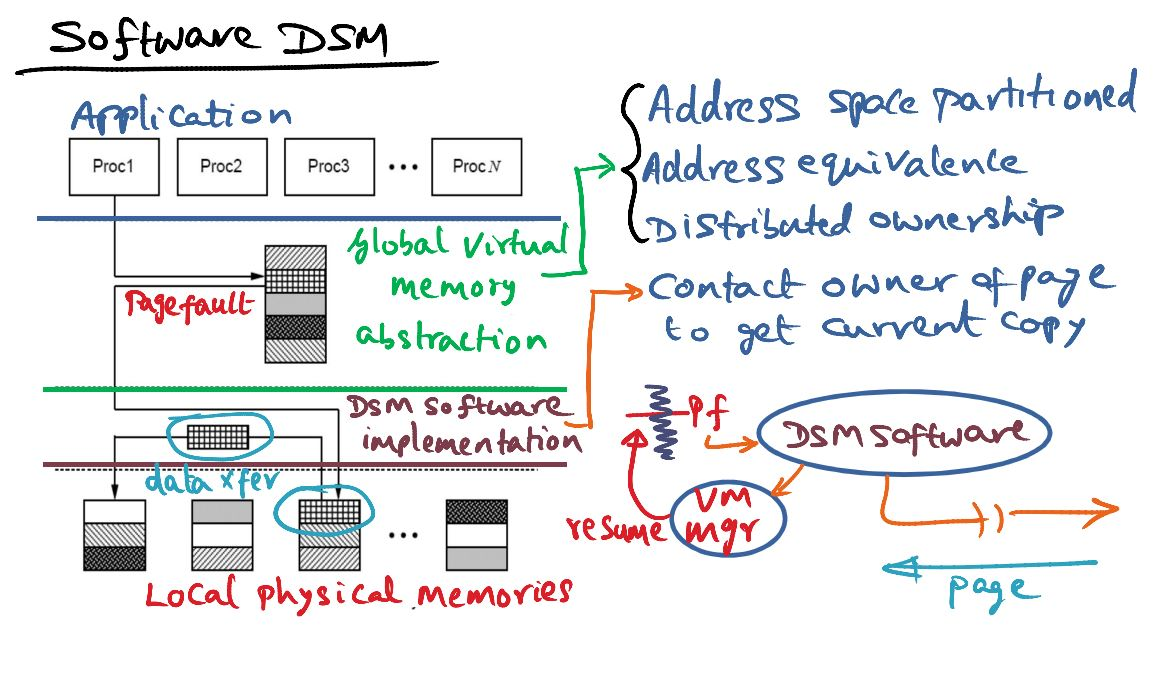 Software DSM
Application
Proc1 Proc2 Proc3 ••• Proc N
Global Virtual
memory
abstraction
Page fault
DSM software
implementation
data xfer
•••
Local physical memories
Address space partitioned
Address equivalence
Distributed ownership
Contact owner of page
to get current copy
Pf
DSM software
VM
mgr
resume
page